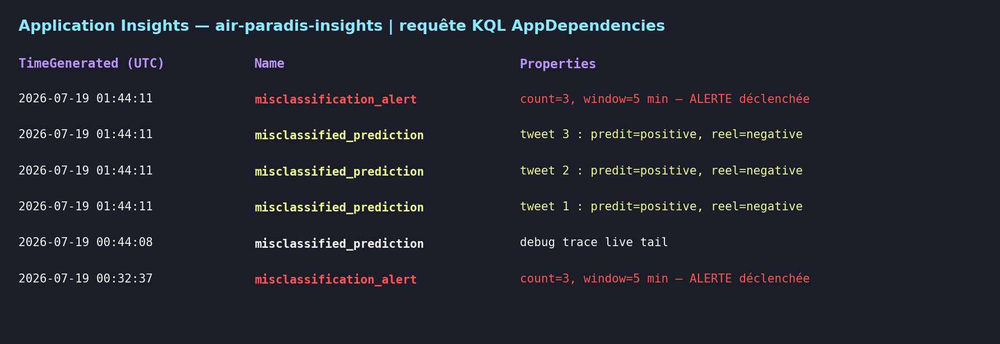 Application Insights — air-paradis-insights | requête KQL AppDependencies
TimeGenerated (UTC) Name Properties
2026-07-19 01:44:11 misclassification_alert count=3, window=5 min — ALERTE déclenchée
2026-07-19 01:44:11 misclassified_prediction tweet 3 : predit=positive, reel=negative
2026-07-19 01:44:11 misclassified_prediction tweet 2 : predit=positive, reel=negative
2026-07-19 01:44:11 misclassified_prediction tweet 1 : predit=positive, reel=negative
2026-07-19 00:44:08 misclassified_prediction debug trace live tail
2026-07-19 00:32:37 misclassification_alert count=3, window=5 min — ALERTE déclenchée